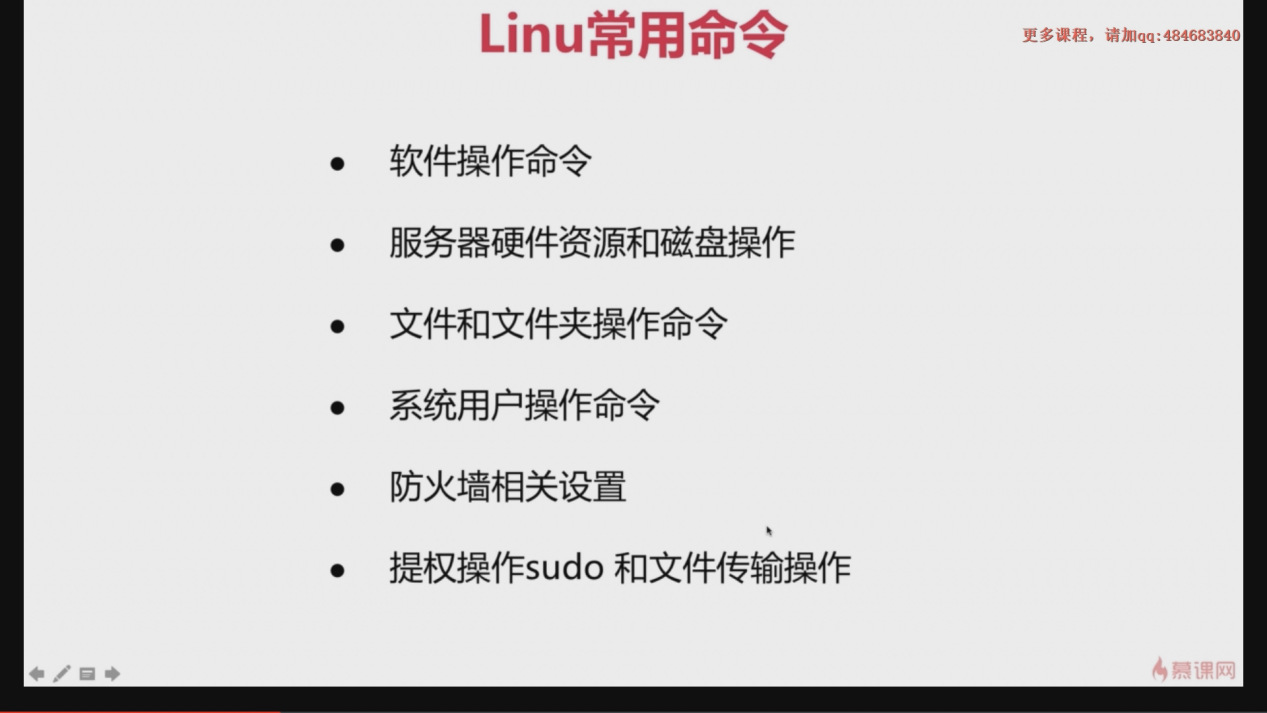 Linu常用命令
更多课程，请加qq:484683840
● 软件操作命令
● 服务器硬件资源和磁盘操作
● 文件和文件夹操作命令
● 系统用户操作命令
● 防火墙相关设置
● 提权操作sudo 和文件传输操作
慕课网